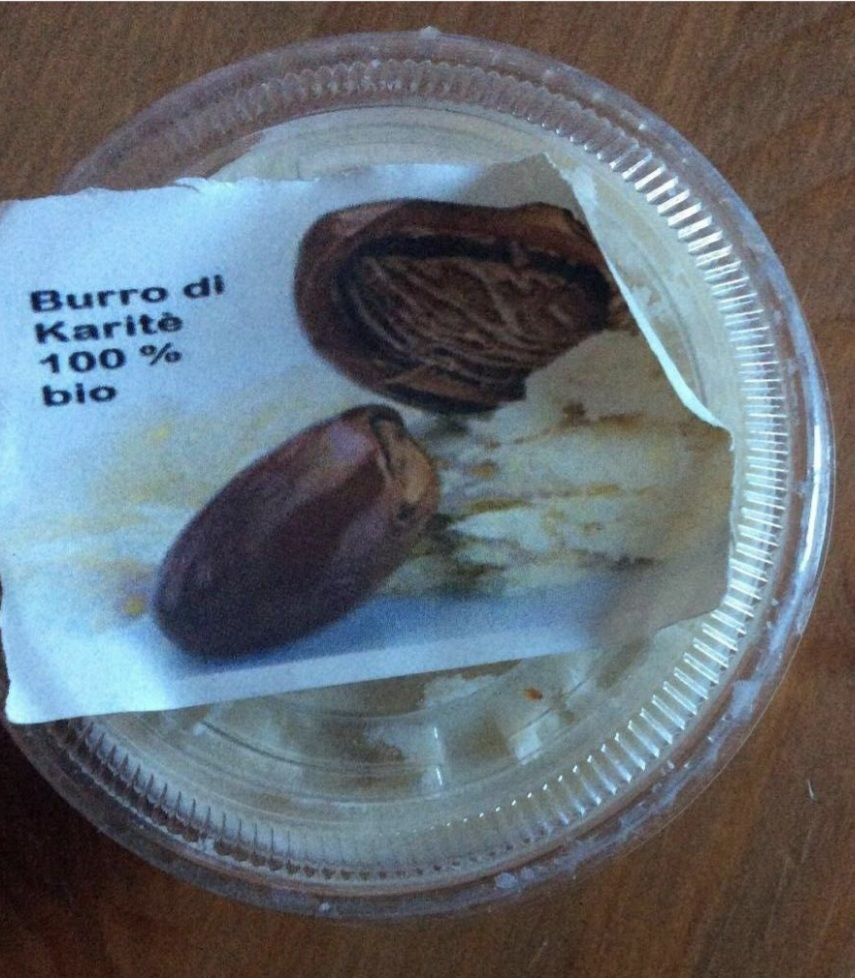 Burro di
Karitè
100 %
bio